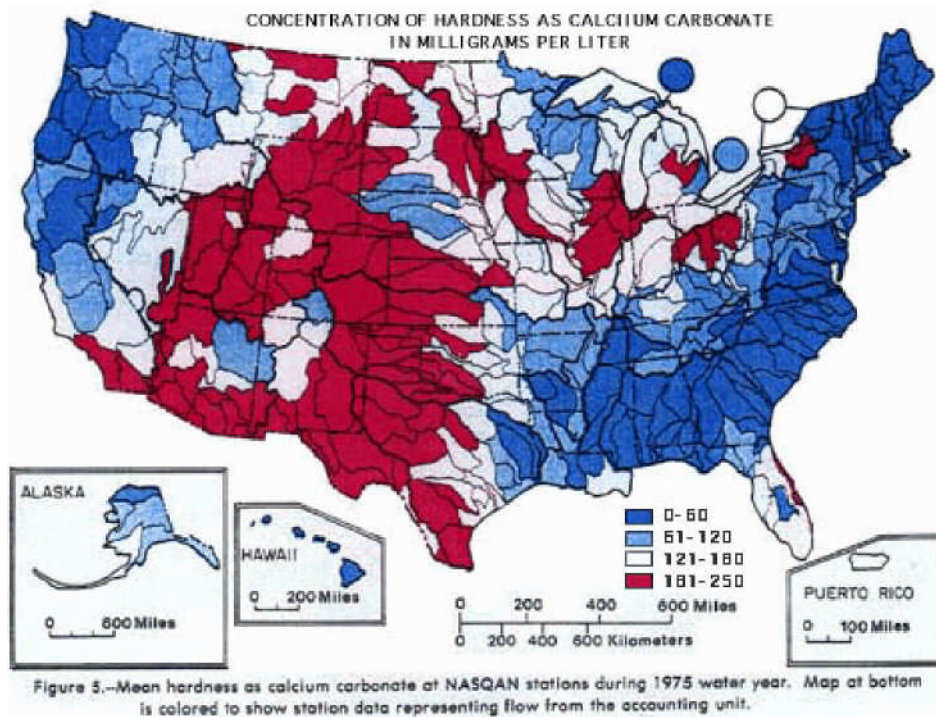 CONCENTRATION OF HARDNESS AS CALCIIUM CARBONATE
IN MILLIGRAMS PER LITER
ALASKA
0 600 Miles
HAWAII
0 200 Miles
0-60
61-120
121-180
181-250
0 200 400 600 Miles
0 200 400 600 Kilometers
PUERTO RICO
0 100 Miles
Figure 5.—Mean hardness as calcium carbonate at NASQAN stations during 1975 water year. Map at bottom
is colored to show station data representing flow from the accounting unit.